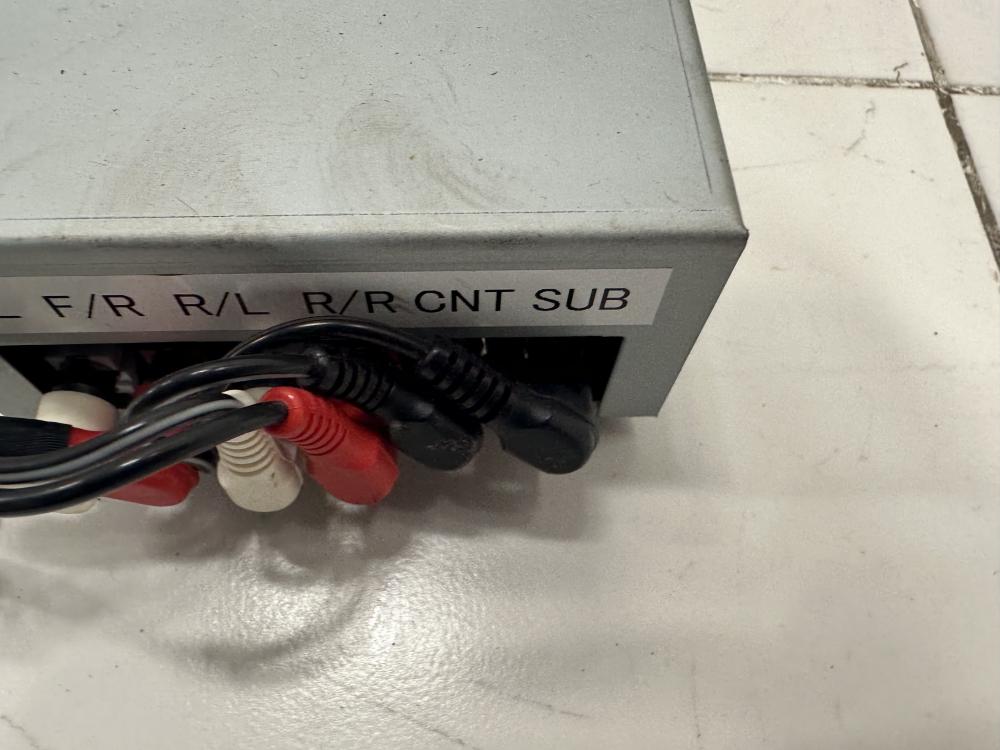 L F/R R/L R/R CNT SUB